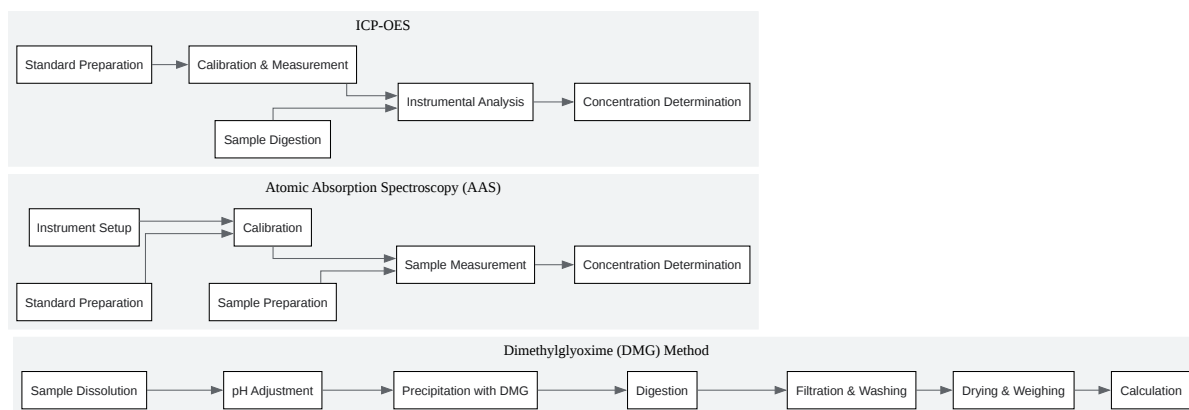 ICP-OES
Standard Preparation
Calibration & Measurement
Instrumental Analysis
Concentration Determination
Sample Digestion
Atomic Absorption Spectroscopy (AAS)
Instrument Setup
Calibration
Sample Measurement
Concentration Determination
Standard Preparation
Sample Preparation
Dimethylglyoxime (DMG) Method
Sample Dissolution
pH Adjustment
Precipitation with DMG
Digestion
Filtration & Washing
Drying & Weighing
Calculation